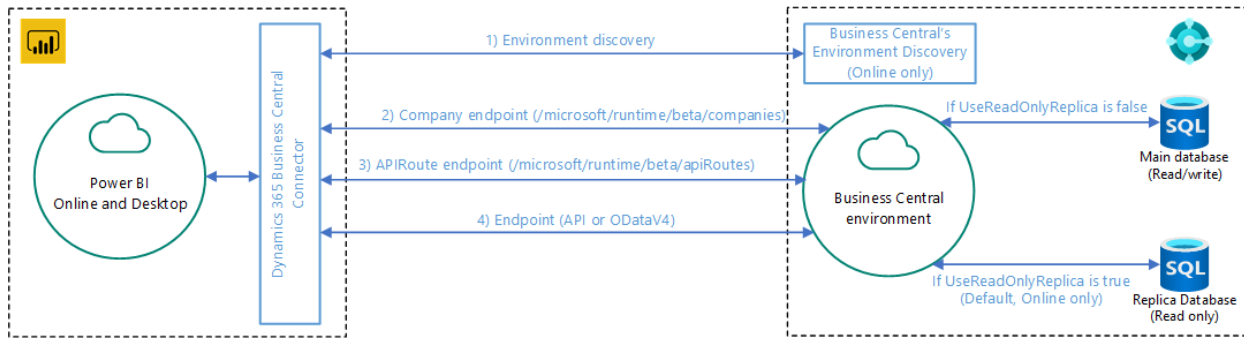 1) Environment discovery
Business Central's
Environment Discovery
(Online only)
2) Company endpoint (/microsoft/runtime/beta/companies)
If UseReadOnlyReplica is false
SQL
Main database
(Read/write)
Power BI
Online and Desktop
Dynamics 365 Business Central
Connector
3) APIRoute endpoint (/microsoft/runtime/beta/apiRoutes)
Business Central
environment
4) Endpoint (API or ODataV4)
If UseReadOnlyReplica is true
(Default, Online only)
SQL
Replica Database
(Read only)